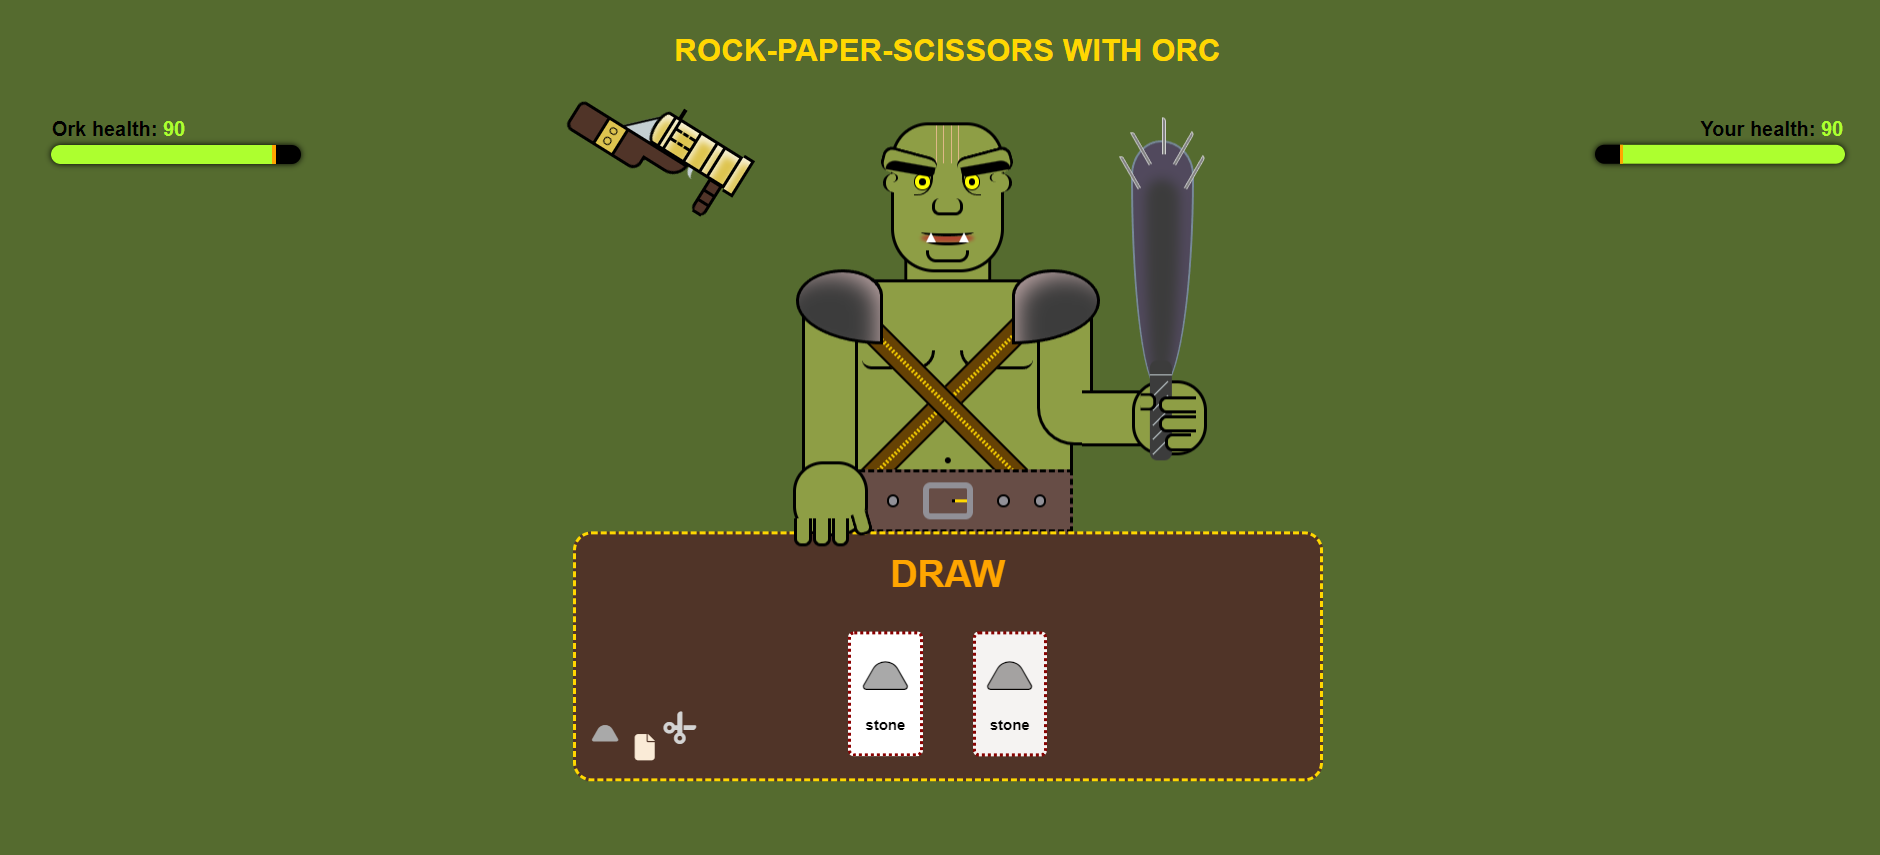 ROCK-PAPER-SCISSORS WITH ORC
Ork health: 90
Your health: 90
DRAW
stone
stone